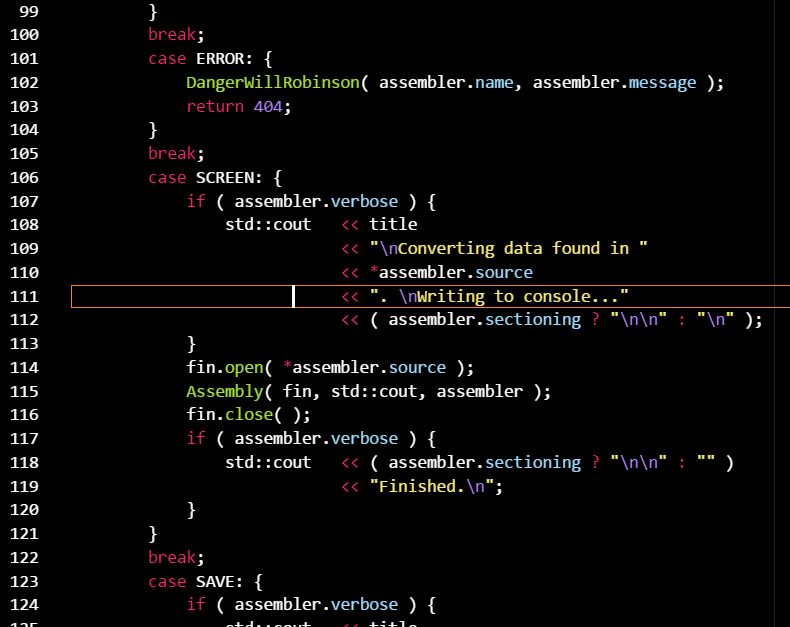 99             }
100            break;
101            case ERROR: {
102                DangerWillRobinson( assembler.name, assembler.message );
103                return 404;
104            }
105            break;
106            case SCREEN: {
107                if ( assembler.verbose ) {
108                    std::cout   << title
109                                << "\nConverting data found in "
110                                << *assembler.source
111                                << ". \nWriting to console..."
112                                << ( assembler.sectioning ? "\n\n" : "\n" );
113                }
114                fin.open( *assembler.source );
115                Assembly( fin, std::cout, assembler );
116                fin.close( );
117                if ( assembler.verbose ) {
118                    std::cout   << ( assembler.sectioning ? "\n\n" : "" )
119                                << "Finished.\n";
120                }
121            }
122            break;
123            case SAVE: {
124                if ( assembler.verbose ) {
125                    std::cout   << title